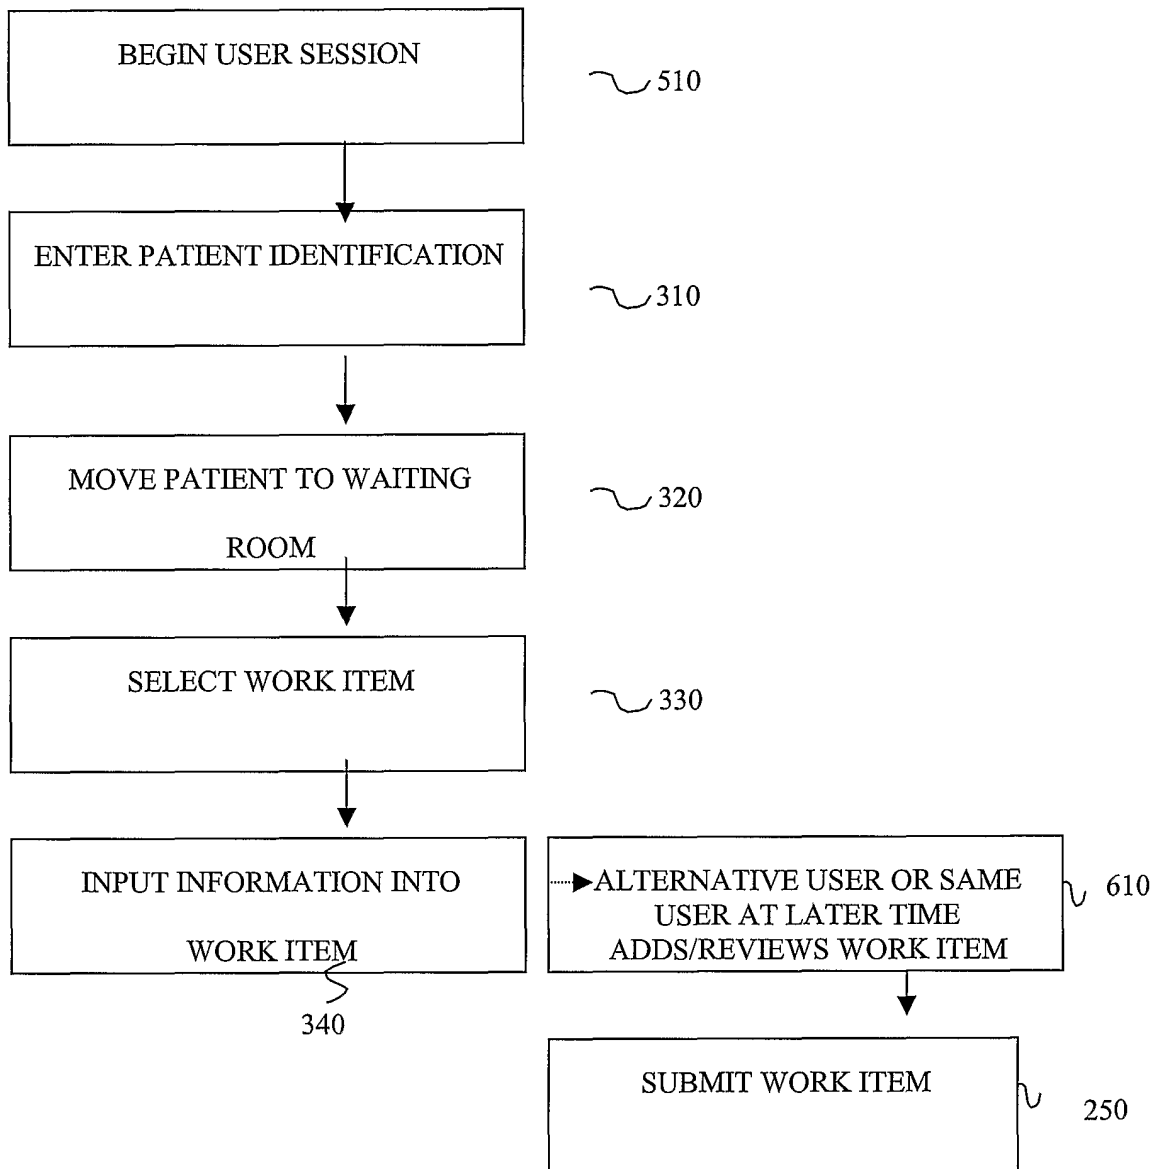 BEGIN USER SESSION
510
ENTER PATIENT IDENTIFICATION
310
MOVE PATIENT TO WAITING
ROOM
320
SELECT WORK ITEM
330
INPUT INFORMATION INTO
WORK ITEM
340
ALTERNATIVE USER OR SAME
USER AT LATER TIME
ADDS/REVIEWS WORK ITEM
610
SUBMIT WORK ITEM
250